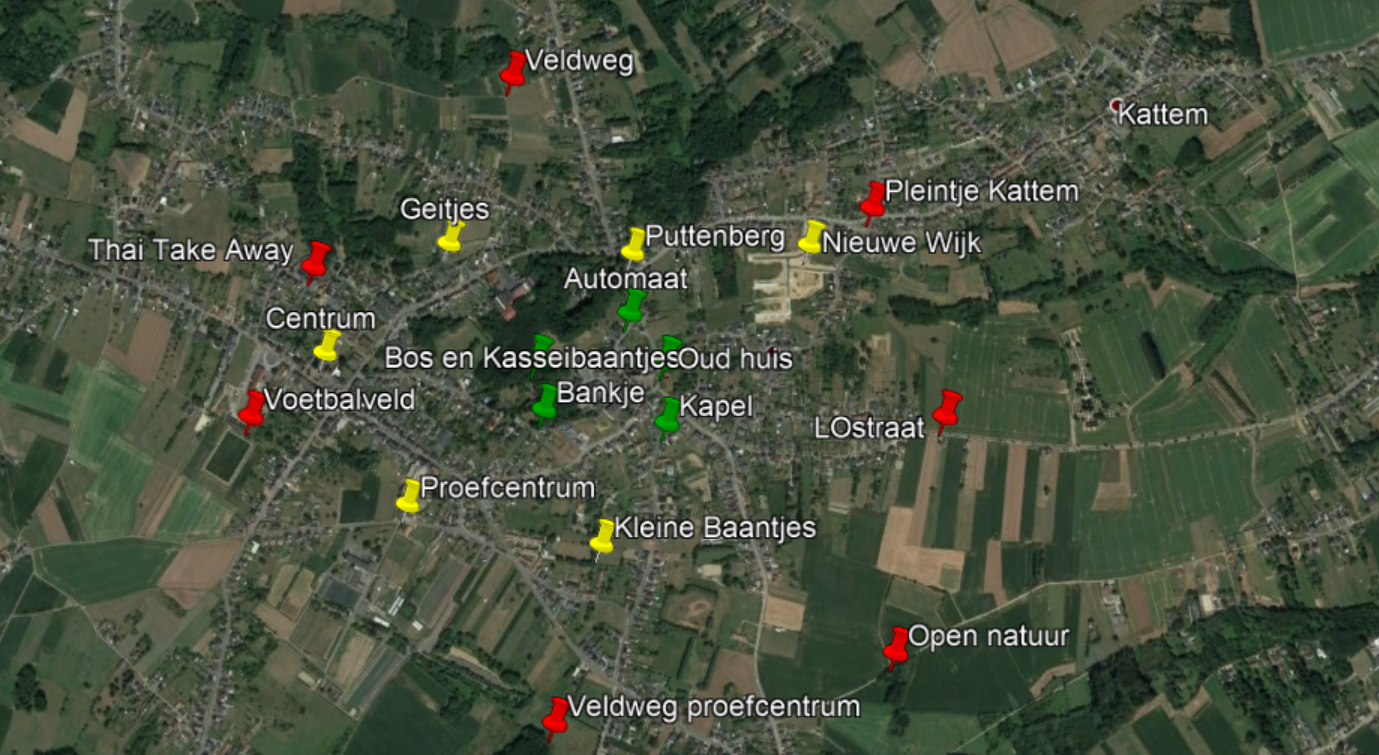 Veldweg
Kattem
Pleintje Kattem
Geitjes
Puttenberg
Nieuwe Wijk
Thai Take Away
Automaat
Centrum
Bos en Kasseibaantjes
Oud huis
Bankje
Voetbalveld
Kapel
LOstraat
Proefcentrum
Kleine Baantjes
Open natuur
Veldweg proefcentrum